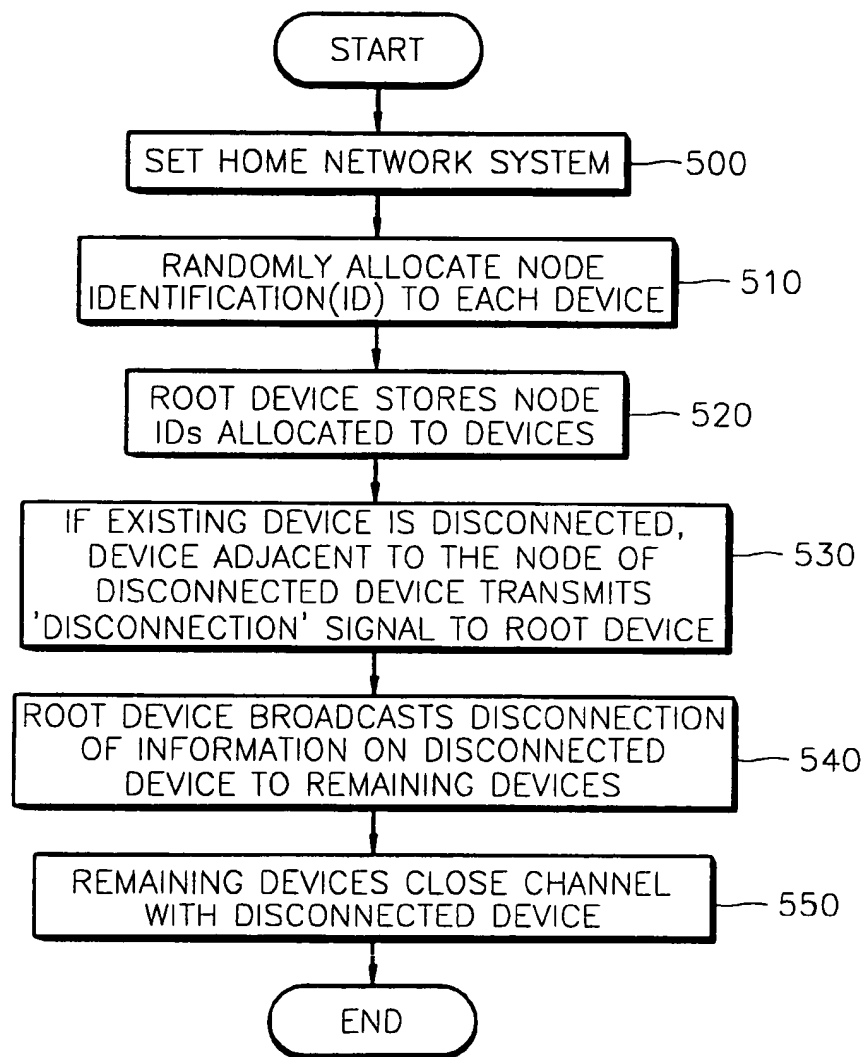 START
SET HOME NETWORK SYSTEM
500
RANDOMLY ALLOCATE NODE
IDENTIFICATION(ID) TO EACH DEVICE
510
ROOT DEVICE STORES NODE
IDs ALLOCATED TO DEVICES
520
IF EXISTING DEVICE IS DISCONNECTED,
DEVICE ADJACENT TO THE NODE OF
DISCONNECTED DEVICE TRANSMITS
'DISCONNECTION' SIGNAL TO ROOT DEVICE
530
ROOT DEVICE BROADCASTS DISCONNECTION
OF INFORMATION ON DISCONNECTED
DEVICE TO REMAINING DEVICES
540
REMAINING DEVICES CLOSE CHANNEL
WITH DISCONNECTED DEVICE
550
END